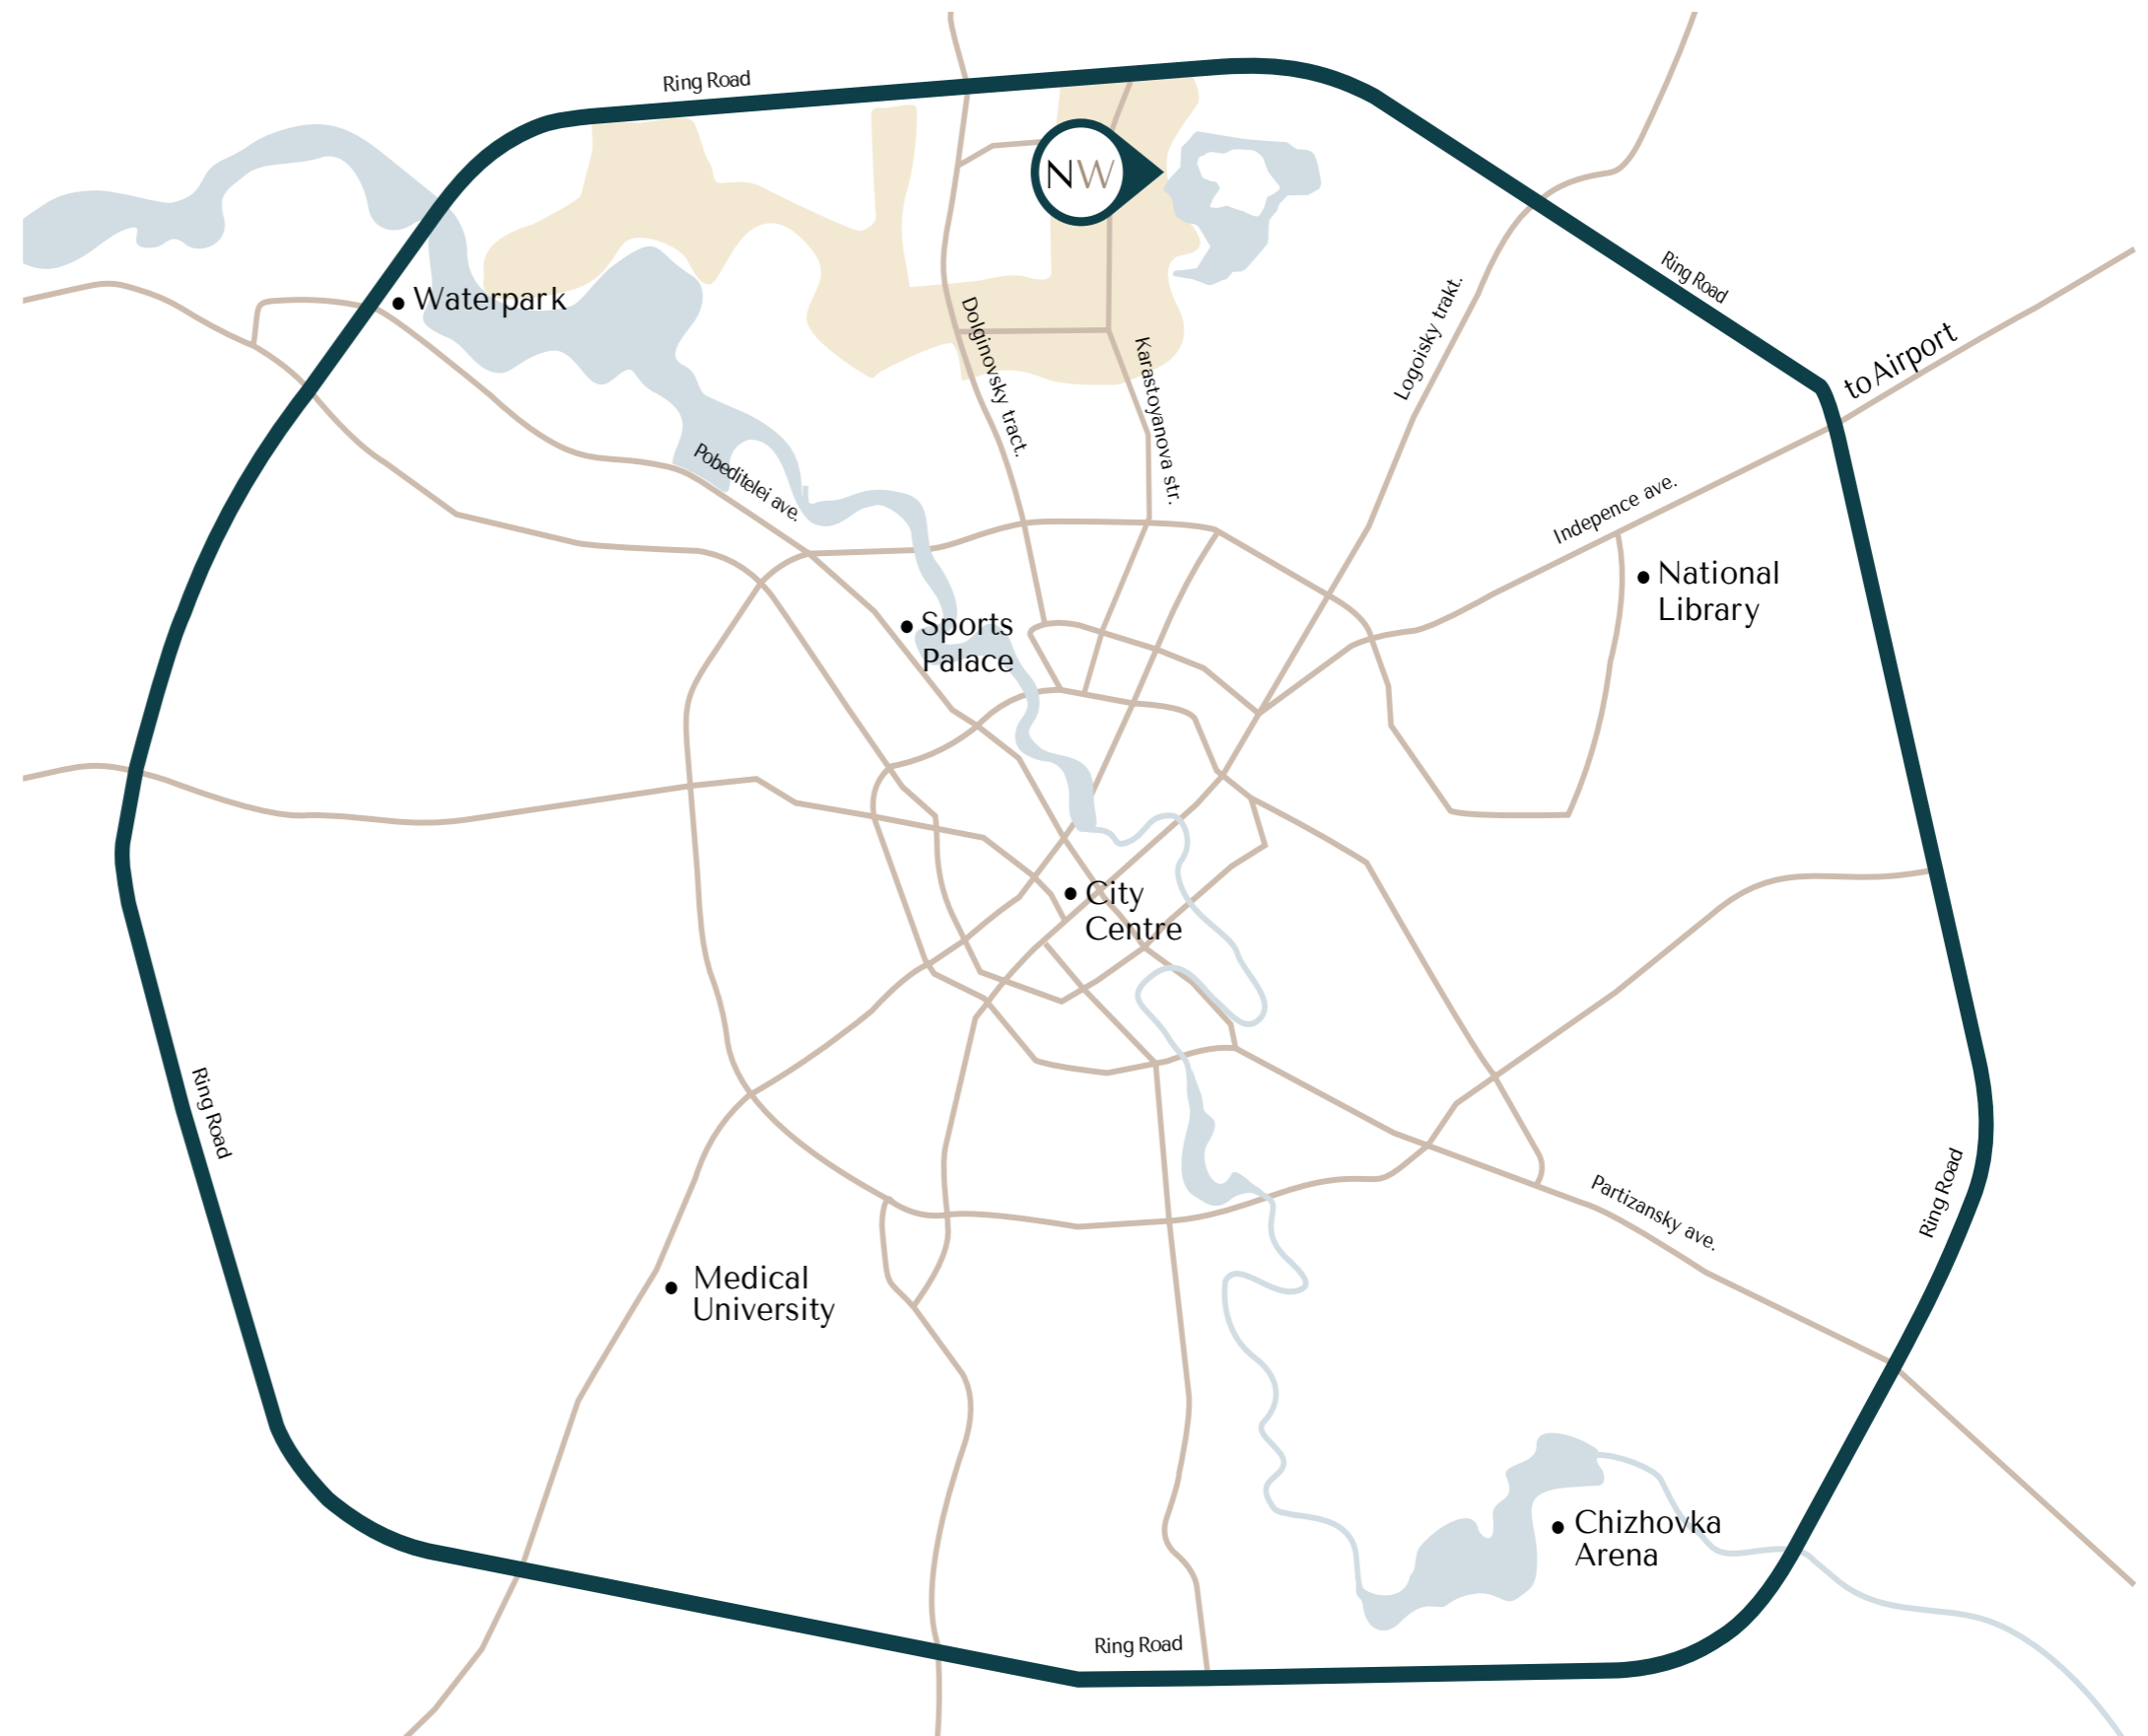 Ring Road
NW
Ring Road
Waterpark
Dolginovsky tract.
Karastoyanova str.
Logoisky trakt.
to Airport
Pobeditelei ave.
Indepence ave.
National
Library
Sports
Palace
City
Centre
Ring Road
Ring Road
Partizansky ave.
Medical
University
Chizhovka
Arena
Ring Road